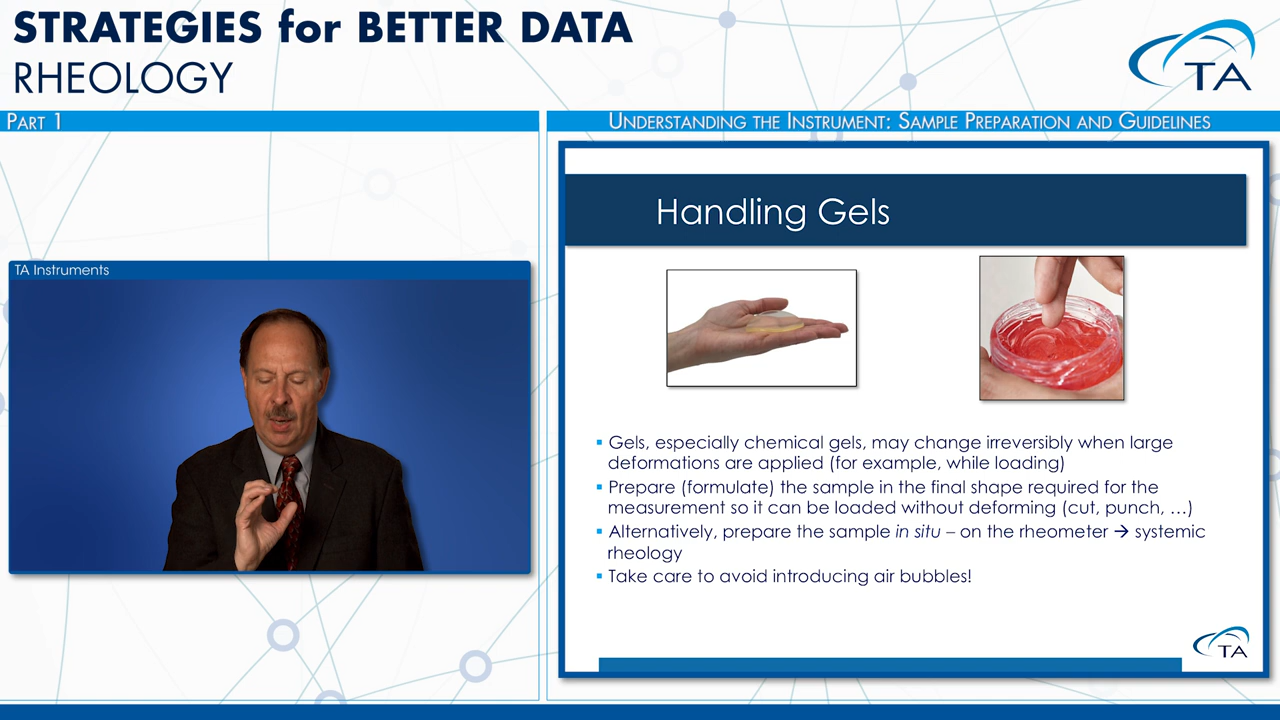 STRATEGIES for BETTER DATA
RHEOLOGY
TA
PART 1
UNDERSTANDING THE INSTRUMENT: SAMPLE PREPARATION AND GUIDELINES
TA Instruments
Handling Gels
▪ Gels, especially chemical gels, may change irreversibly when large
deformations are applied (for example, while loading)
▪ Prepare (formulate) the sample in the final shape required for the
measurement so it can be loaded without deforming (cut, punch, …)
▪ Alternatively, prepare the sample in situ – on the rheometer → systemic
rheology
▪ Take care to avoid introducing air bubbles!
TA